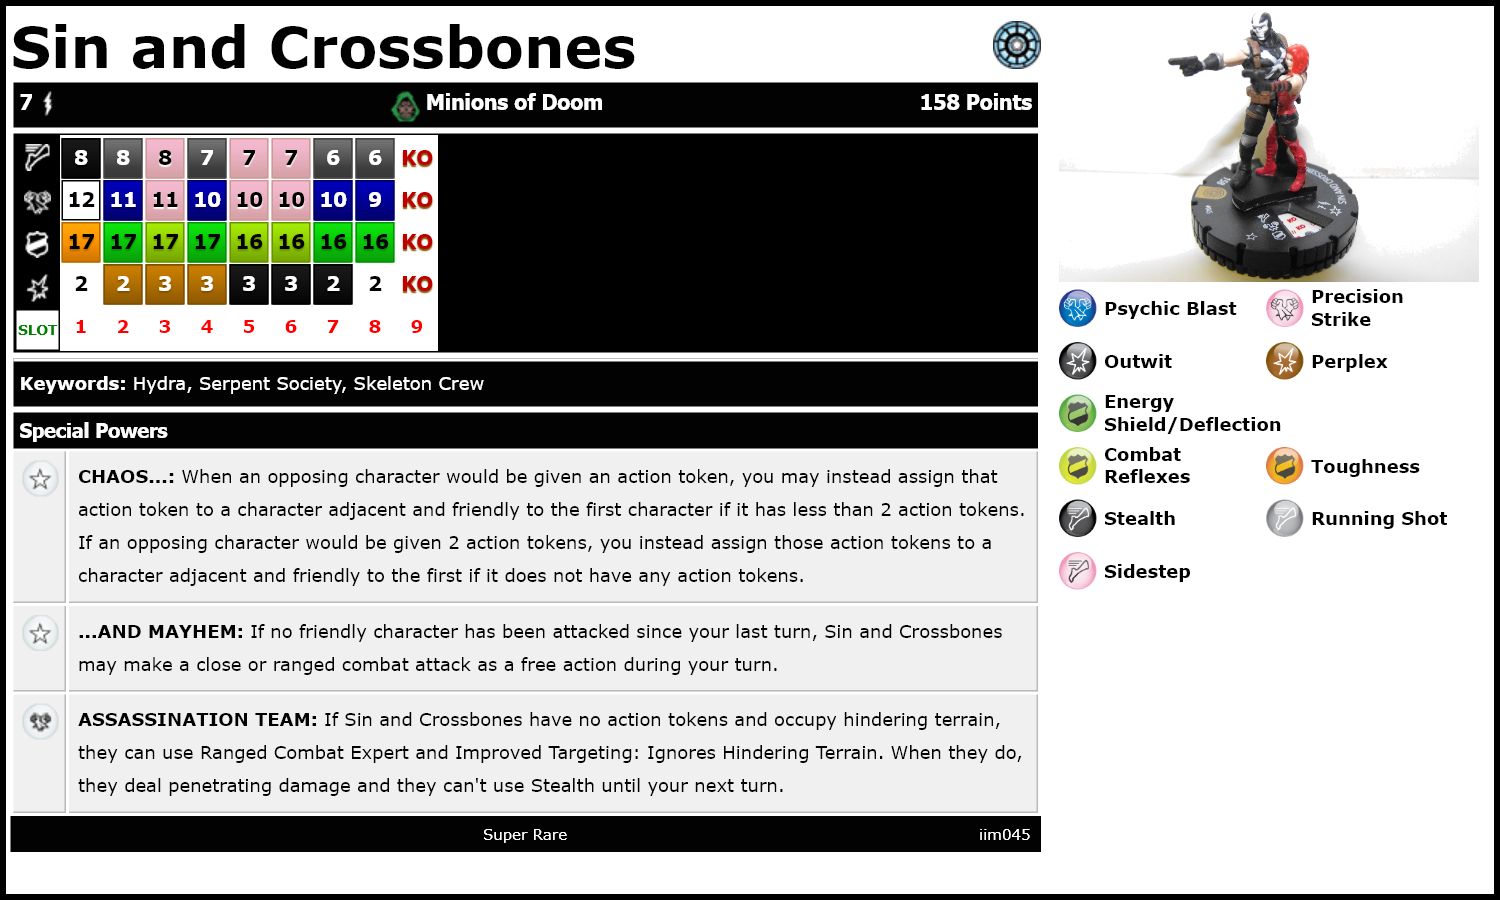 Sin and Crossbones
7 Minions of Doom 158 Points
8 8 8 7 7 7 6 6 KO
12 11 11 10 10 10 10 9 KO
17 17 17 17 16 16 16 16 KO
2 2 3 3 3 3 2 2 KO
SLOT 1 2 3 4 5 6 7 8 9
Keywords: Hydra, Serpent Society, Skeleton Crew
Special Powers
CHAOS...: When an opposing character would be given an action token, you may instead assign that
action token to a character adjacent and friendly to the first character if it has less than 2 action tokens.
If an opposing character would be given 2 action tokens, you instead assign those action tokens to a
character adjacent and friendly to the first if it does not have any action tokens.
...AND MAYHEM: If no friendly character has been attacked since your last turn, Sin and Crossbones
may make a close or ranged combat attack as a free action during your turn.
ASSASSINATION TEAM: If Sin and Crossbones have no action tokens and occupy hindering terrain,
they can use Ranged Combat Expert and Improved Targeting: Ignores Hindering Terrain. When they do,
they deal penetrating damage and they can't use Stealth until your next turn.
Super Rare iim045
SIN AND CROSSBONES
KO
KO
Psychic Blast
Precision
Strike
Outwit
Perplex
Energy
Shield/Deflection
Combat
Reflexes
Toughness
Stealth
Running Shot
Sidestep